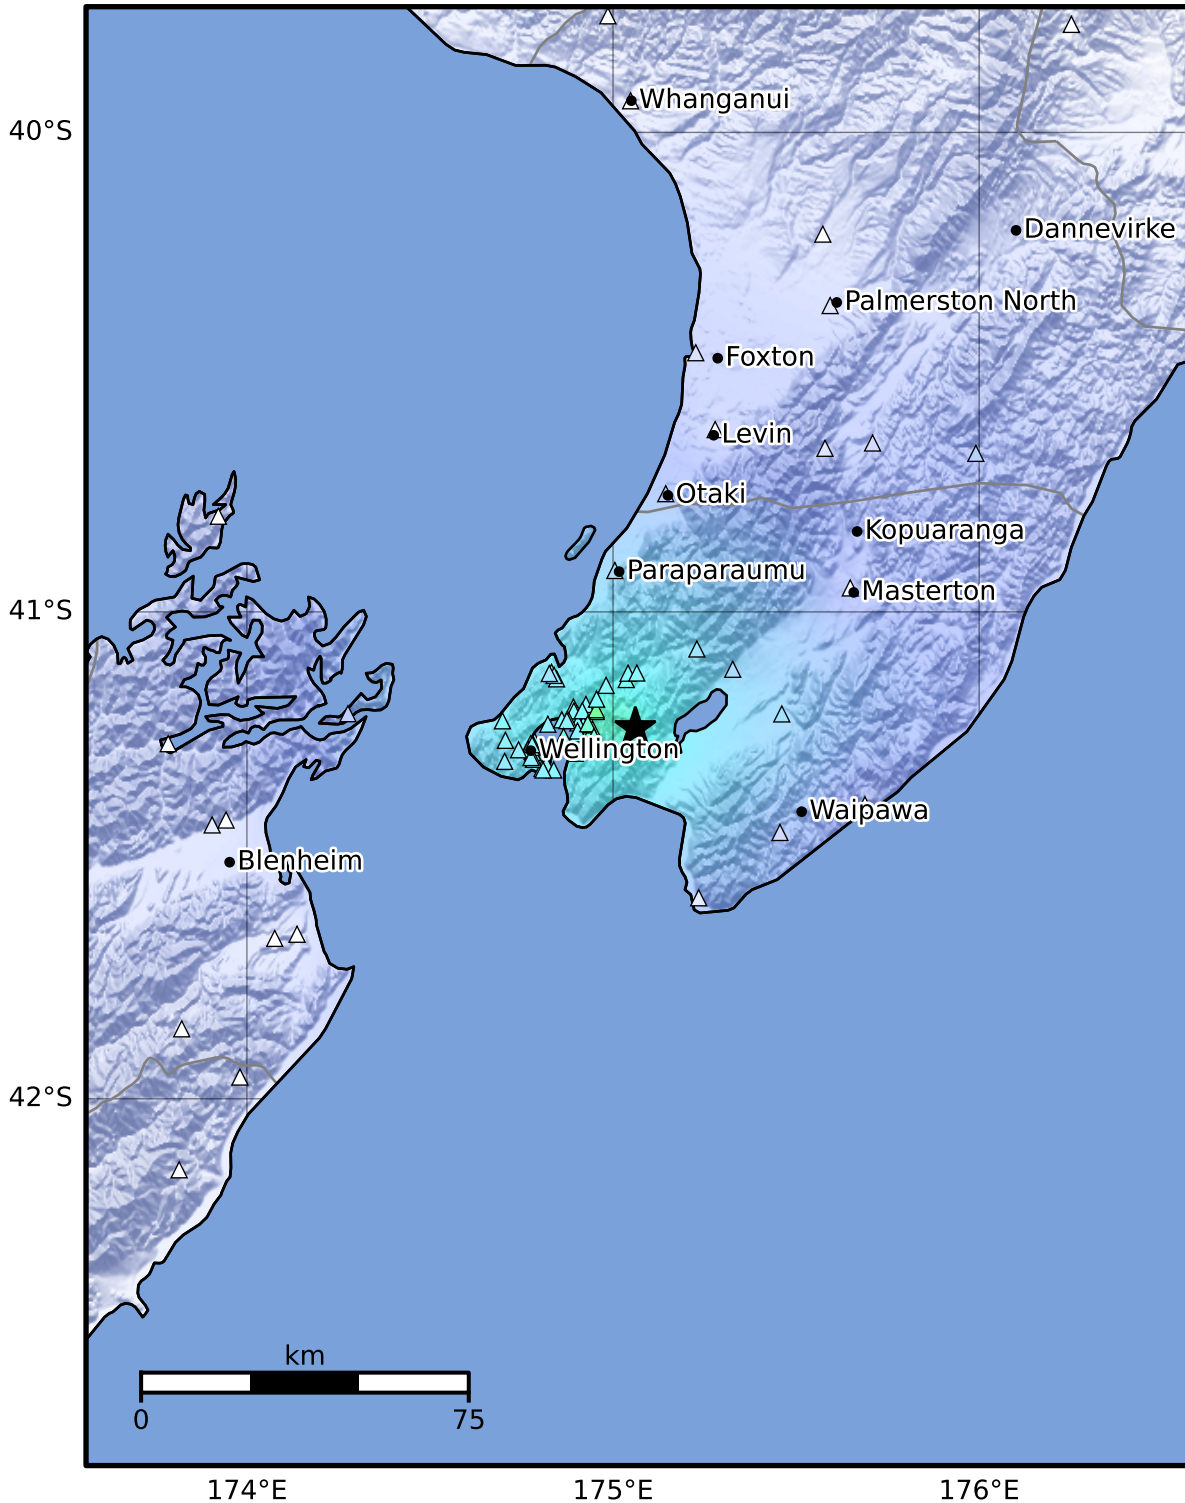 Whanganui
40°S
Dannevirke
Palmerston North
Foxton
Levin
Otaki
Kopuaranga
Paraparaumu
Masterton
41°S
Wellington
Waipawa
Blenheim
42°S
km
0 75
174°E 175°E 176°E